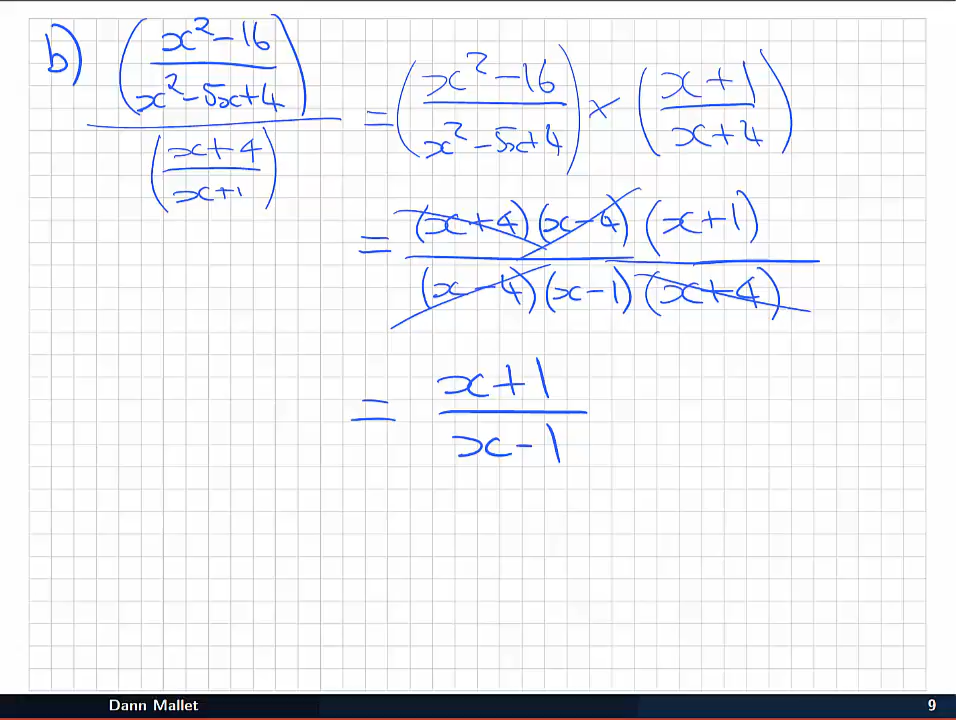 b) ((x²-16)/(x²-5x+4)) / ((x+4)/(x+1)) = ((x²-16)/(x²-5x+4)) × ((x+1)/(x+4))
= (x+4)(x-4)(x+1) / (x-4)(x-1)(x+4)
= (x+1)/(x-1)
Dann Mallet 9